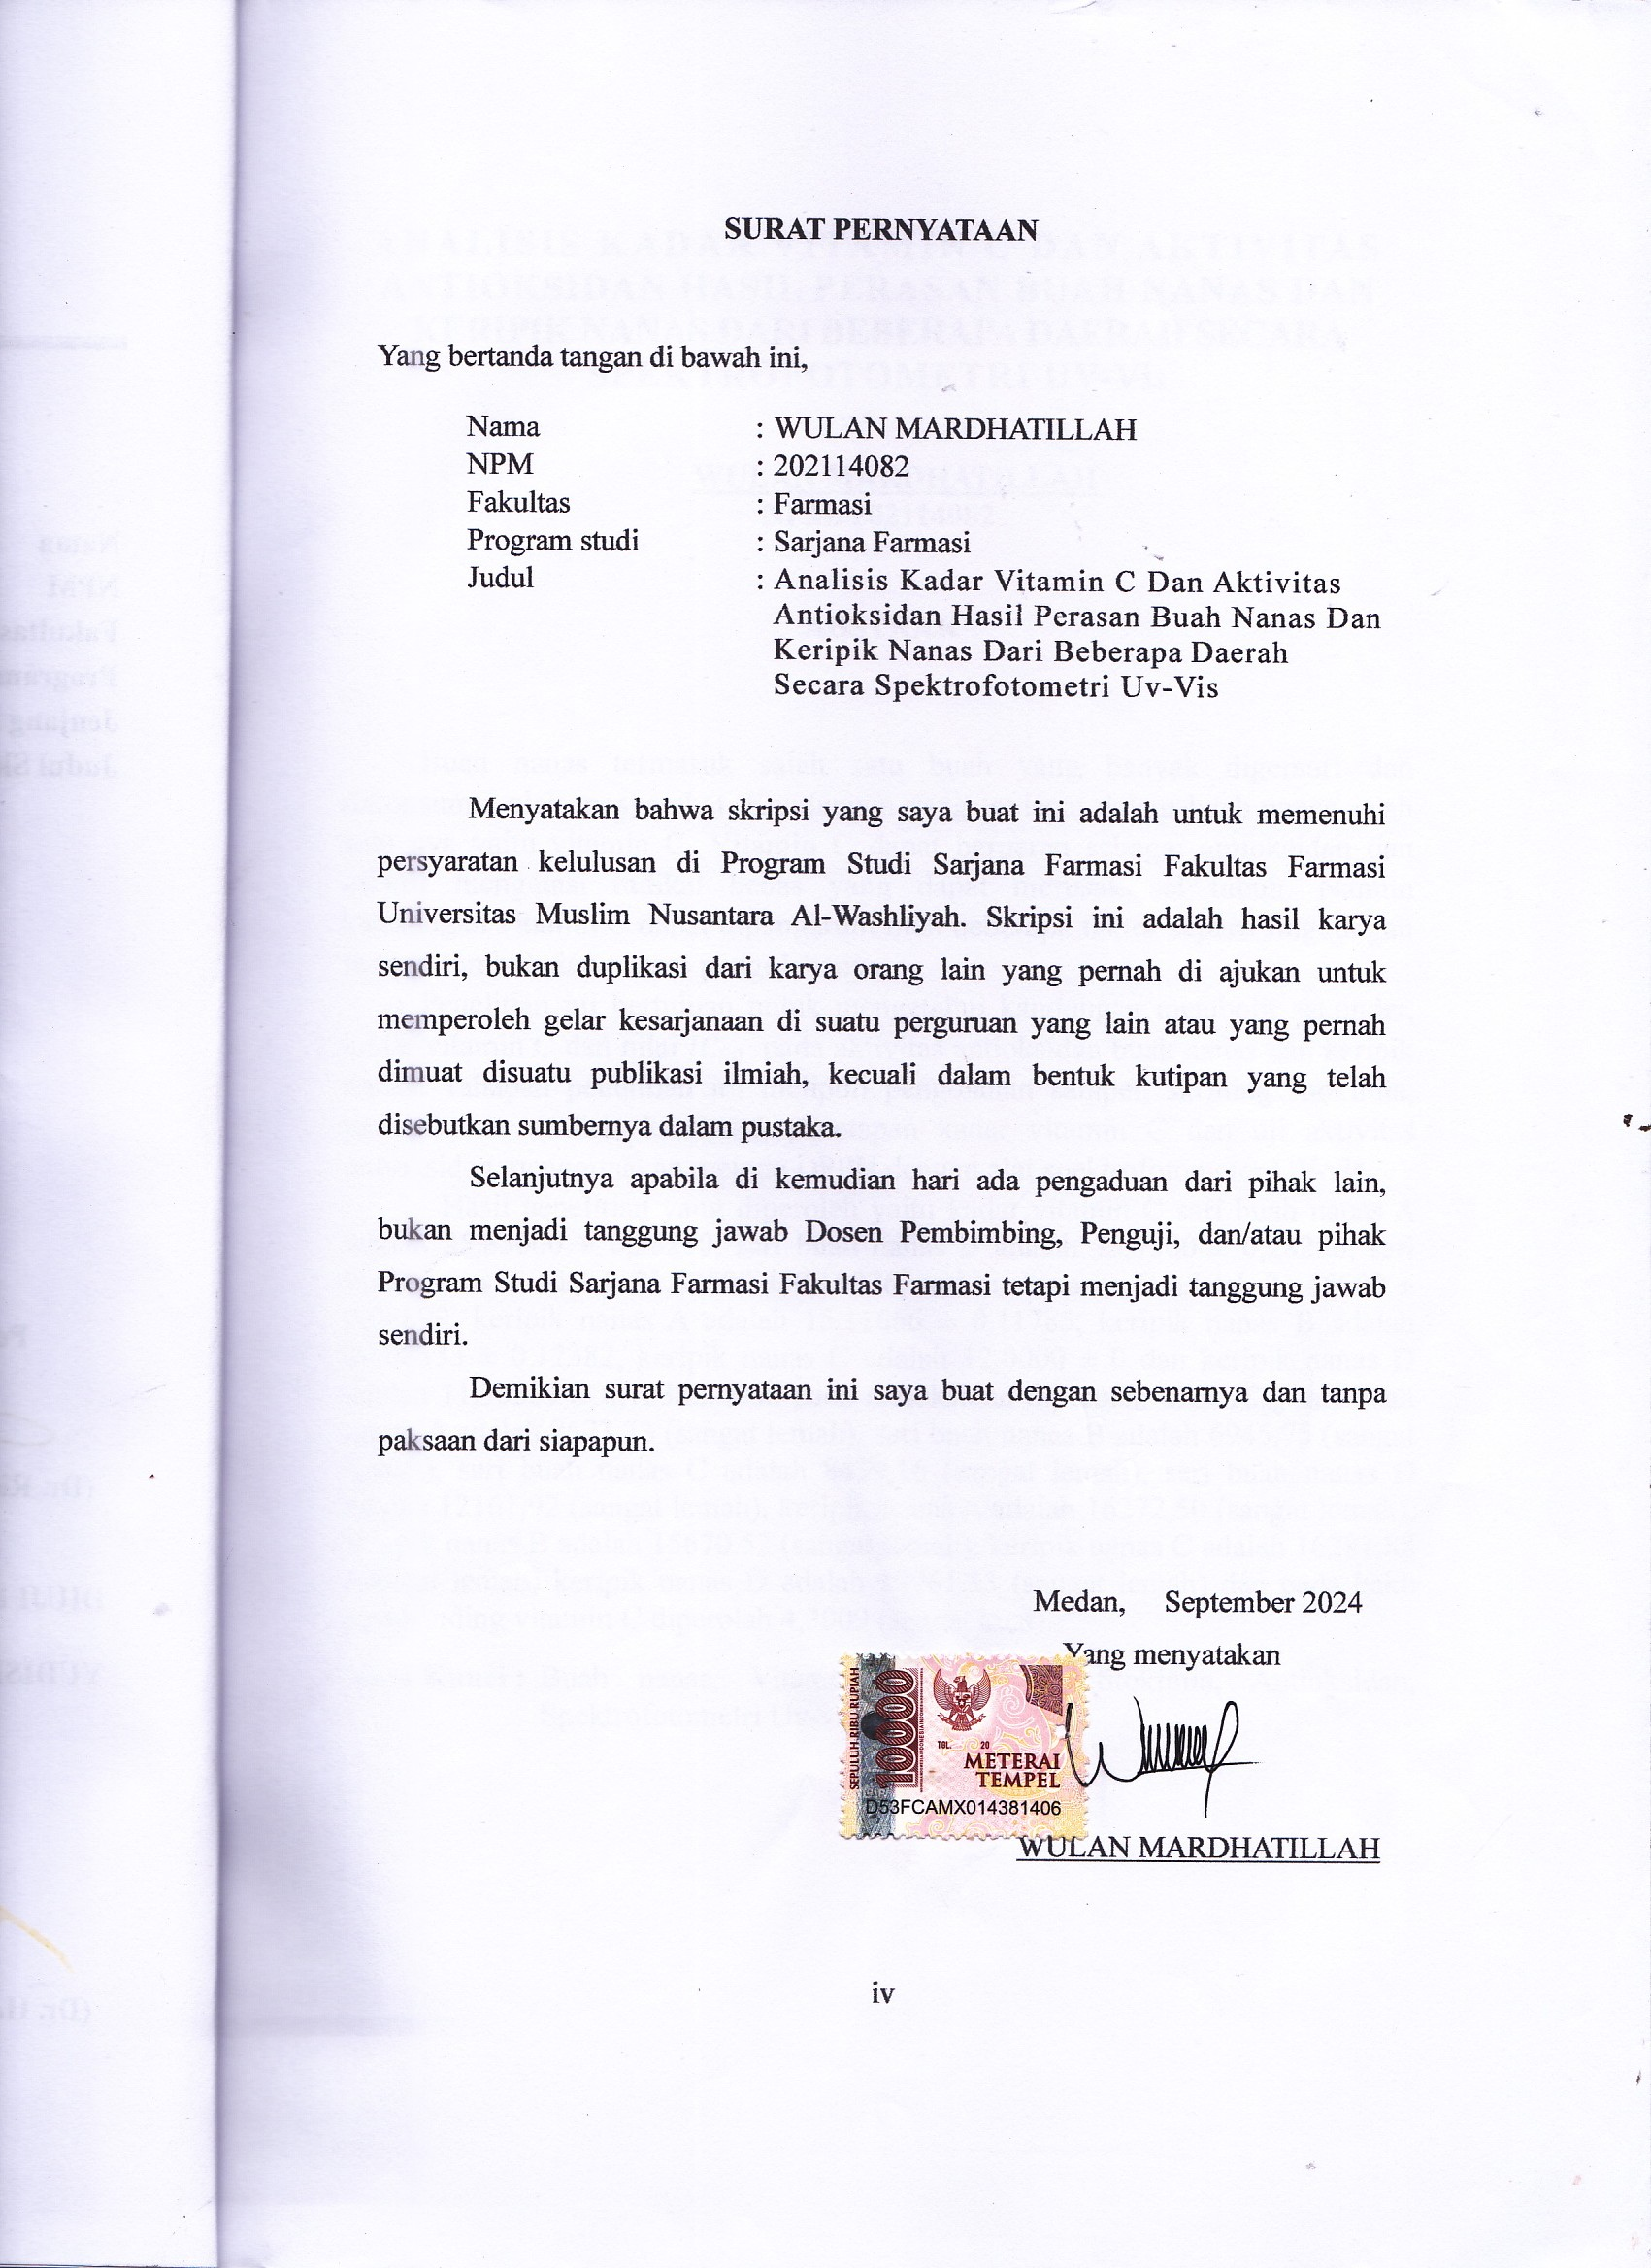 SURAT PERNYATAAN
Yang bertanda tangan di bawah ini,
Nama : WULAN MARDHATILLAH
NPM : 202114082
Fakultas : Farmasi
Program studi : Sarjana Farmasi
Judul : Analisis Kadar Vitamin C Dan Aktivitas
Antioksidan Hasil Perasan Buah Nanas Dan
Keripik Nanas Dari Beberapa Daerah
Secara Spektrofotometri Uv-Vis
Menyatakan bahwa skripsi yang saya buat ini adalah untuk memenuhi
persyaratan kelulusan di Program Studi Sarjana Farmasi Fakultas Farmasi
Universitas Muslim Nusantara Al-Washliyah. Skripsi ini adalah hasil karya
sendiri, bukan duplikasi dari karya orang lain yang pernah di ajukan untuk
memperoleh gelar kesarjanaan di suatu perguruan yang lain atau yang pernah
dimuat disuatu publikasi ilmiah, kecuali dalam bentuk kutipan yang telah
disebutkan sumbernya dalam pustaka.
Selanjutnya apabila di kemudian hari ada pengaduan dari pihak lain,
bukan menjadi tanggung jawab Dosen Pembimbing, Penguji, dan/atau pihak
Program Studi Sarjana Farmasi Fakultas Farmasi tetapi menjadi tanggung jawab
sendiri.
Demikian surat pernyataan ini saya buat dengan sebenarnya dan tanpa
paksaan dari siapapun.
Medan, September 2024
Yang menyatakan
SEPULUH RIBU RUPIAH
10000
TGL. 20
METERAI
TEMPEL
D53FCAMX014381406
WULAN MARDHATILLAH
iv